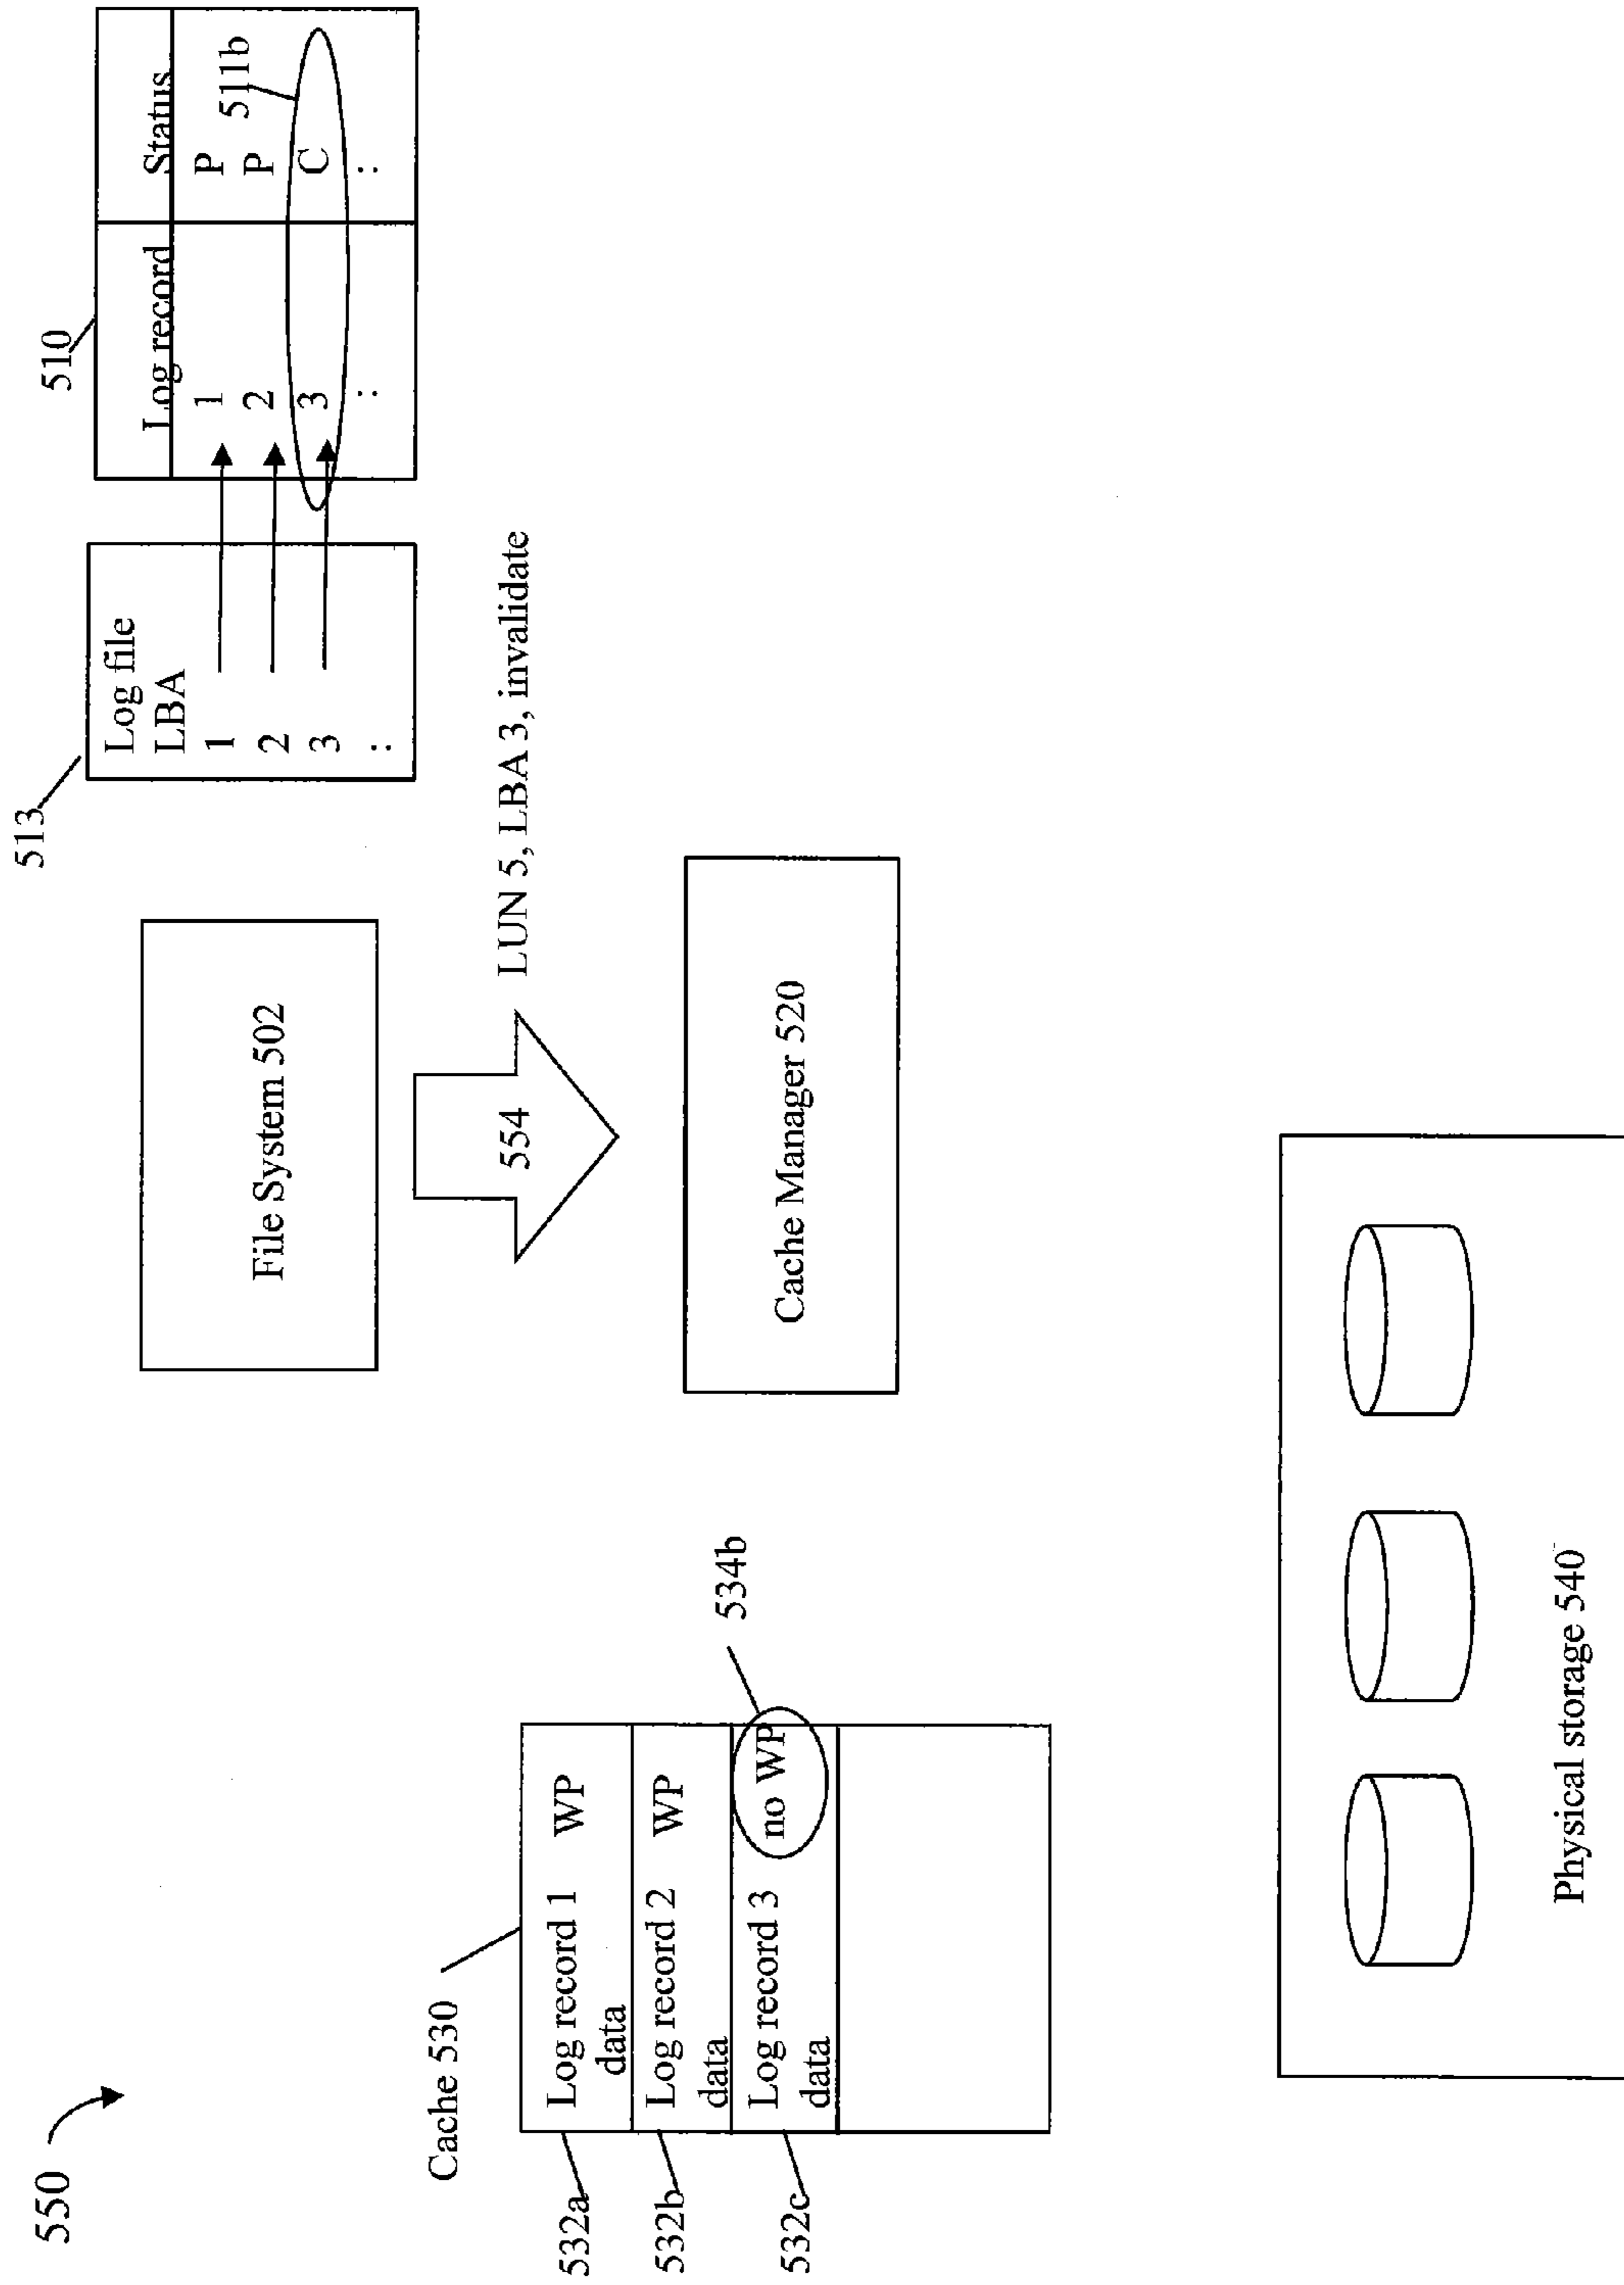 550
513
510
Log file
LBA
1
2
3
:
Log record Status
1 P
2 P
3 C
: :
511b
File System 502
554
LUN 5, LBA 3, invalidate
Cache Manager 520
Cache 530
532a
Log record 1 WP
data
532b
Log record 2 WP
data
532c
Log record 3 no WP
data
534b
Physical storage 540